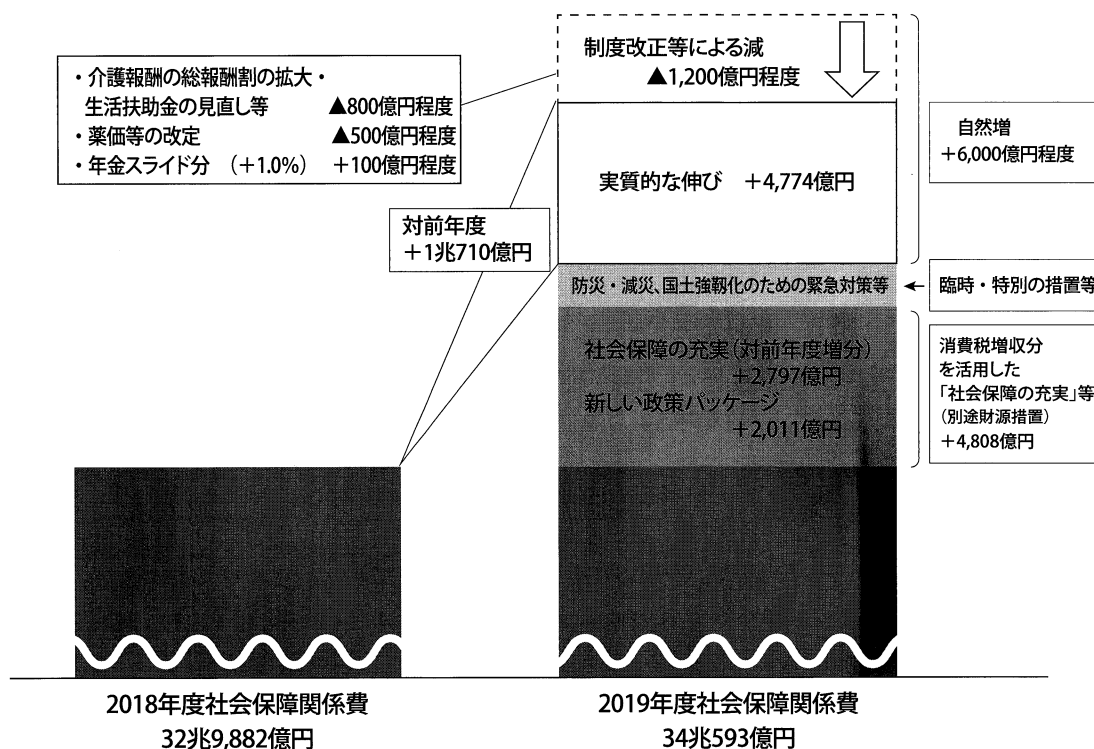 制度改正等による減
▲1,200億円程度
・介護報酬の総報酬割の拡大・
生活扶助金の見直し等 ▲800億円程度
・薬価等の改定 ▲500億円程度
・年金スライド分 (+1.0%) +100億円程度
自然増
+6,000億円程度
実質的な伸び +4,774億円
対前年度
+1兆710億円
防災・減災、国土強靱化のための緊急対策等
臨時・特別の措置等
社会保障の充実(対前年度増分)
+2,797億円
新しい政策パッケージ
+2,011億円
消費税増収分
を活用した
「社会保障の充実」等
(別途財源措置)
+4,808億円
2018年度社会保障関係費
32兆9,882億円
2019年度社会保障関係費
34兆593億円